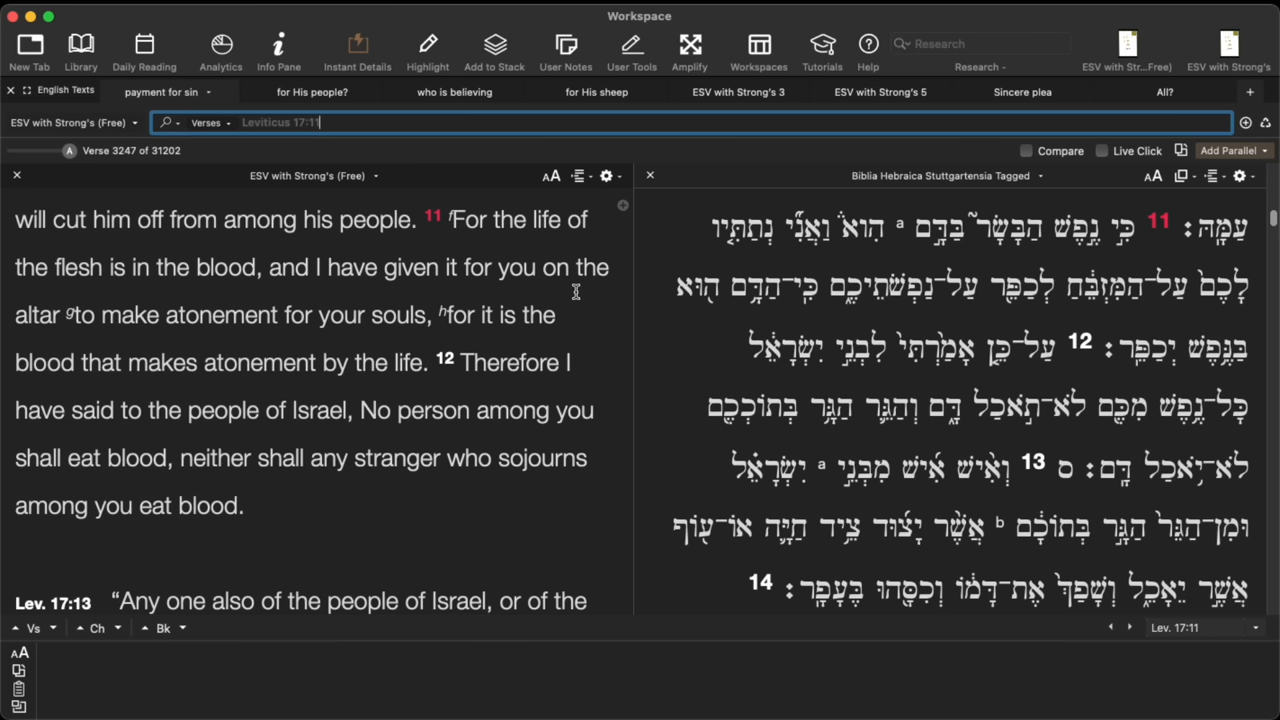 Workspace
New Tab
Library
Daily Reading
Analytics
Info Pane
Instant Details
Highlight
Add to Stack
User Notes
User Tools
Amplify
Workspaces
Tutorials
Help
Research
Research
ESV with Str...Free)
ESV with Strong's
English Texts
payment for sin
for His people?
who is believing
for His sheep
ESV with Strong's 3
ESV with Strong's 5
Sincere plea
All?
ESV with Strong's (Free)
Verses
Leviticus 17:11
A
Verse 3247 of 31202
Compare
Live Click
Add Parallel
ESV with Strong's (Free)
AA
will cut him off from among his people. 11 fFor the life of
the flesh is in the blood, and I have given it for you on the
altar gto make atonement for your souls, hfor it is the
blood that makes atonement by the life. 12 Therefore I
have said to the people of Israel, No person among you
shall eat blood, neither shall any stranger who sojourns
among you eat blood.
Lev. 17:13 “Any one also of the people of Israel, or of the
Biblia Hebraica Stuttgartensia Tagged
AA
עַמָּֽהּ׃ 11 כִּ֣י נֶ֣פֶשׁ הַבָּשָׂר֮ בַּדָּ֣ם a הִוא֒ וַאֲנִ֞י נְתַתִּ֤יו
לָכֶם֙ עַל־הַמִּזְבֵּ֔חַ לְכַפֵּ֖ר עַל־נַפְשֹׁתֵיכֶ֑ם כִּֽי־הַדָּ֥ם ה֖וּא
בַּנֶּ֥פֶשׁ יְכַפֵּֽר׃ 12 עַל־כֵּ֤ן אָמַ֙רְתִּי֙ לִבְנֵ֣י יִשְׂרָאֵ֔ל
כָּל־נֶ֥פֶשׁ מִכֶּ֖ם לֹא־תֹ֣אכַל דָּ֑ם וְהַגֵּ֛ר הַגָּ֥ר בְּתוֹכְכֶ֖ם
לֹא־יֹ֥אכַל דָּֽם׃ ס 13 וְאִ֨ישׁ אִ֜ישׁ מִבְּנֵ֣י a יִשְׂרָאֵ֗ל
וּמִן־הַגֵּר֙ הַגָּ֣ר בְּתוֹכָ֔ם b אֲשֶׁ֨ר יָצ֜וּד צֵ֥יד חַיָּ֛ה אוֹ־ע֖וֹף
אֲשֶׁ֣ר יֵאָכֵ֑ל וְשָׁפַךְ֙ אֶת־דָּמ֔וֹ וְכִסָּ֖הוּ בֶּעָפָֽר׃ 14
Vs
Ch
Bk
Lev. 17:11
AA